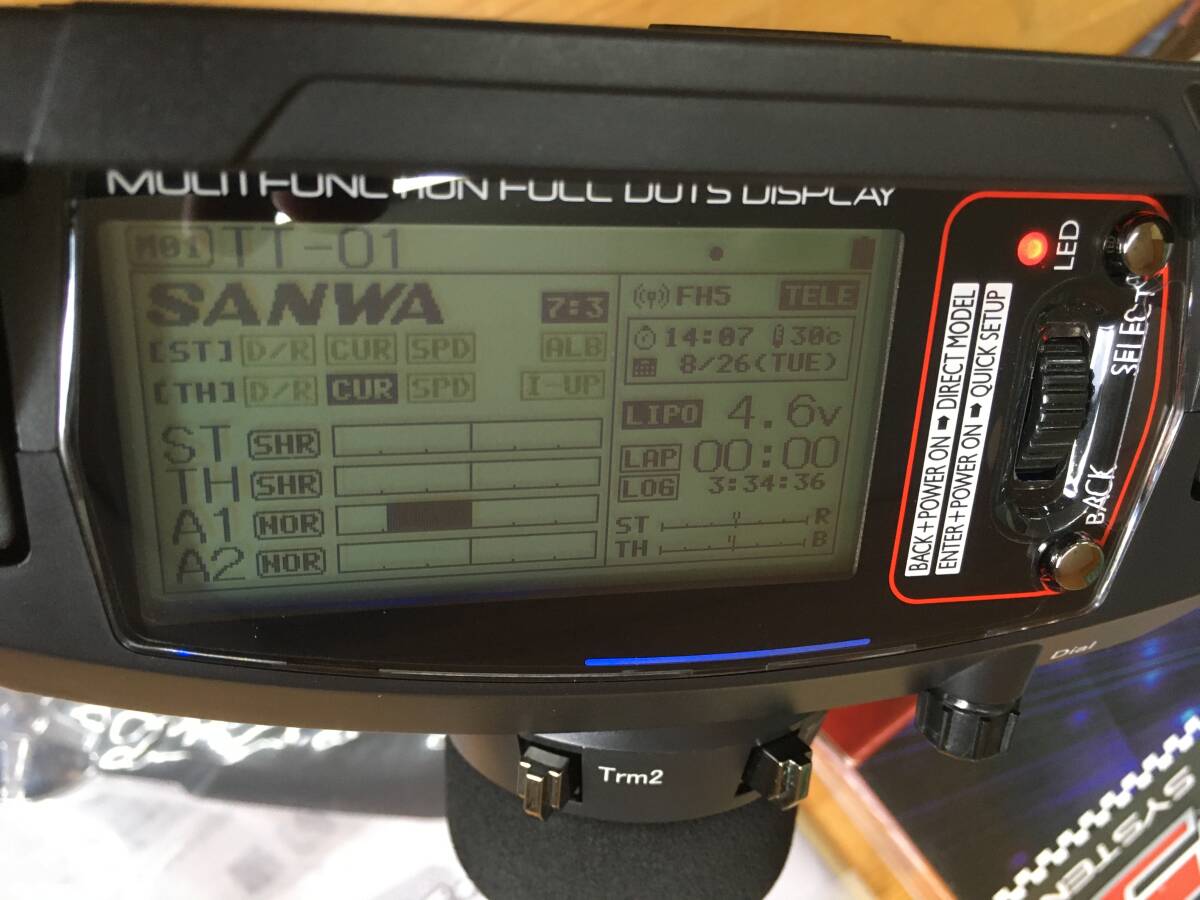 MULTI FUNCTION FULL DOTS DISPLAY
M01 TT-01
SANWA 7:3
[ST] D/R CUR SPD ALB
[TH] D/R CUR SPD I-UP
ST SHR
TH SHR
A1 NOR
A2 NOR
FH5 TELE
14:07 30c
8/26(TUE)
LIPO 4.6v
LAP 00:00
LOG 3:34:36
ST R
TH B
LED
SELECT
BACK
BACK+POWER ON ➡ DIRECT MODEL
ENTER+POWER ON ➡ QUICK SETUP
Dial
Trm2
SYSTEM